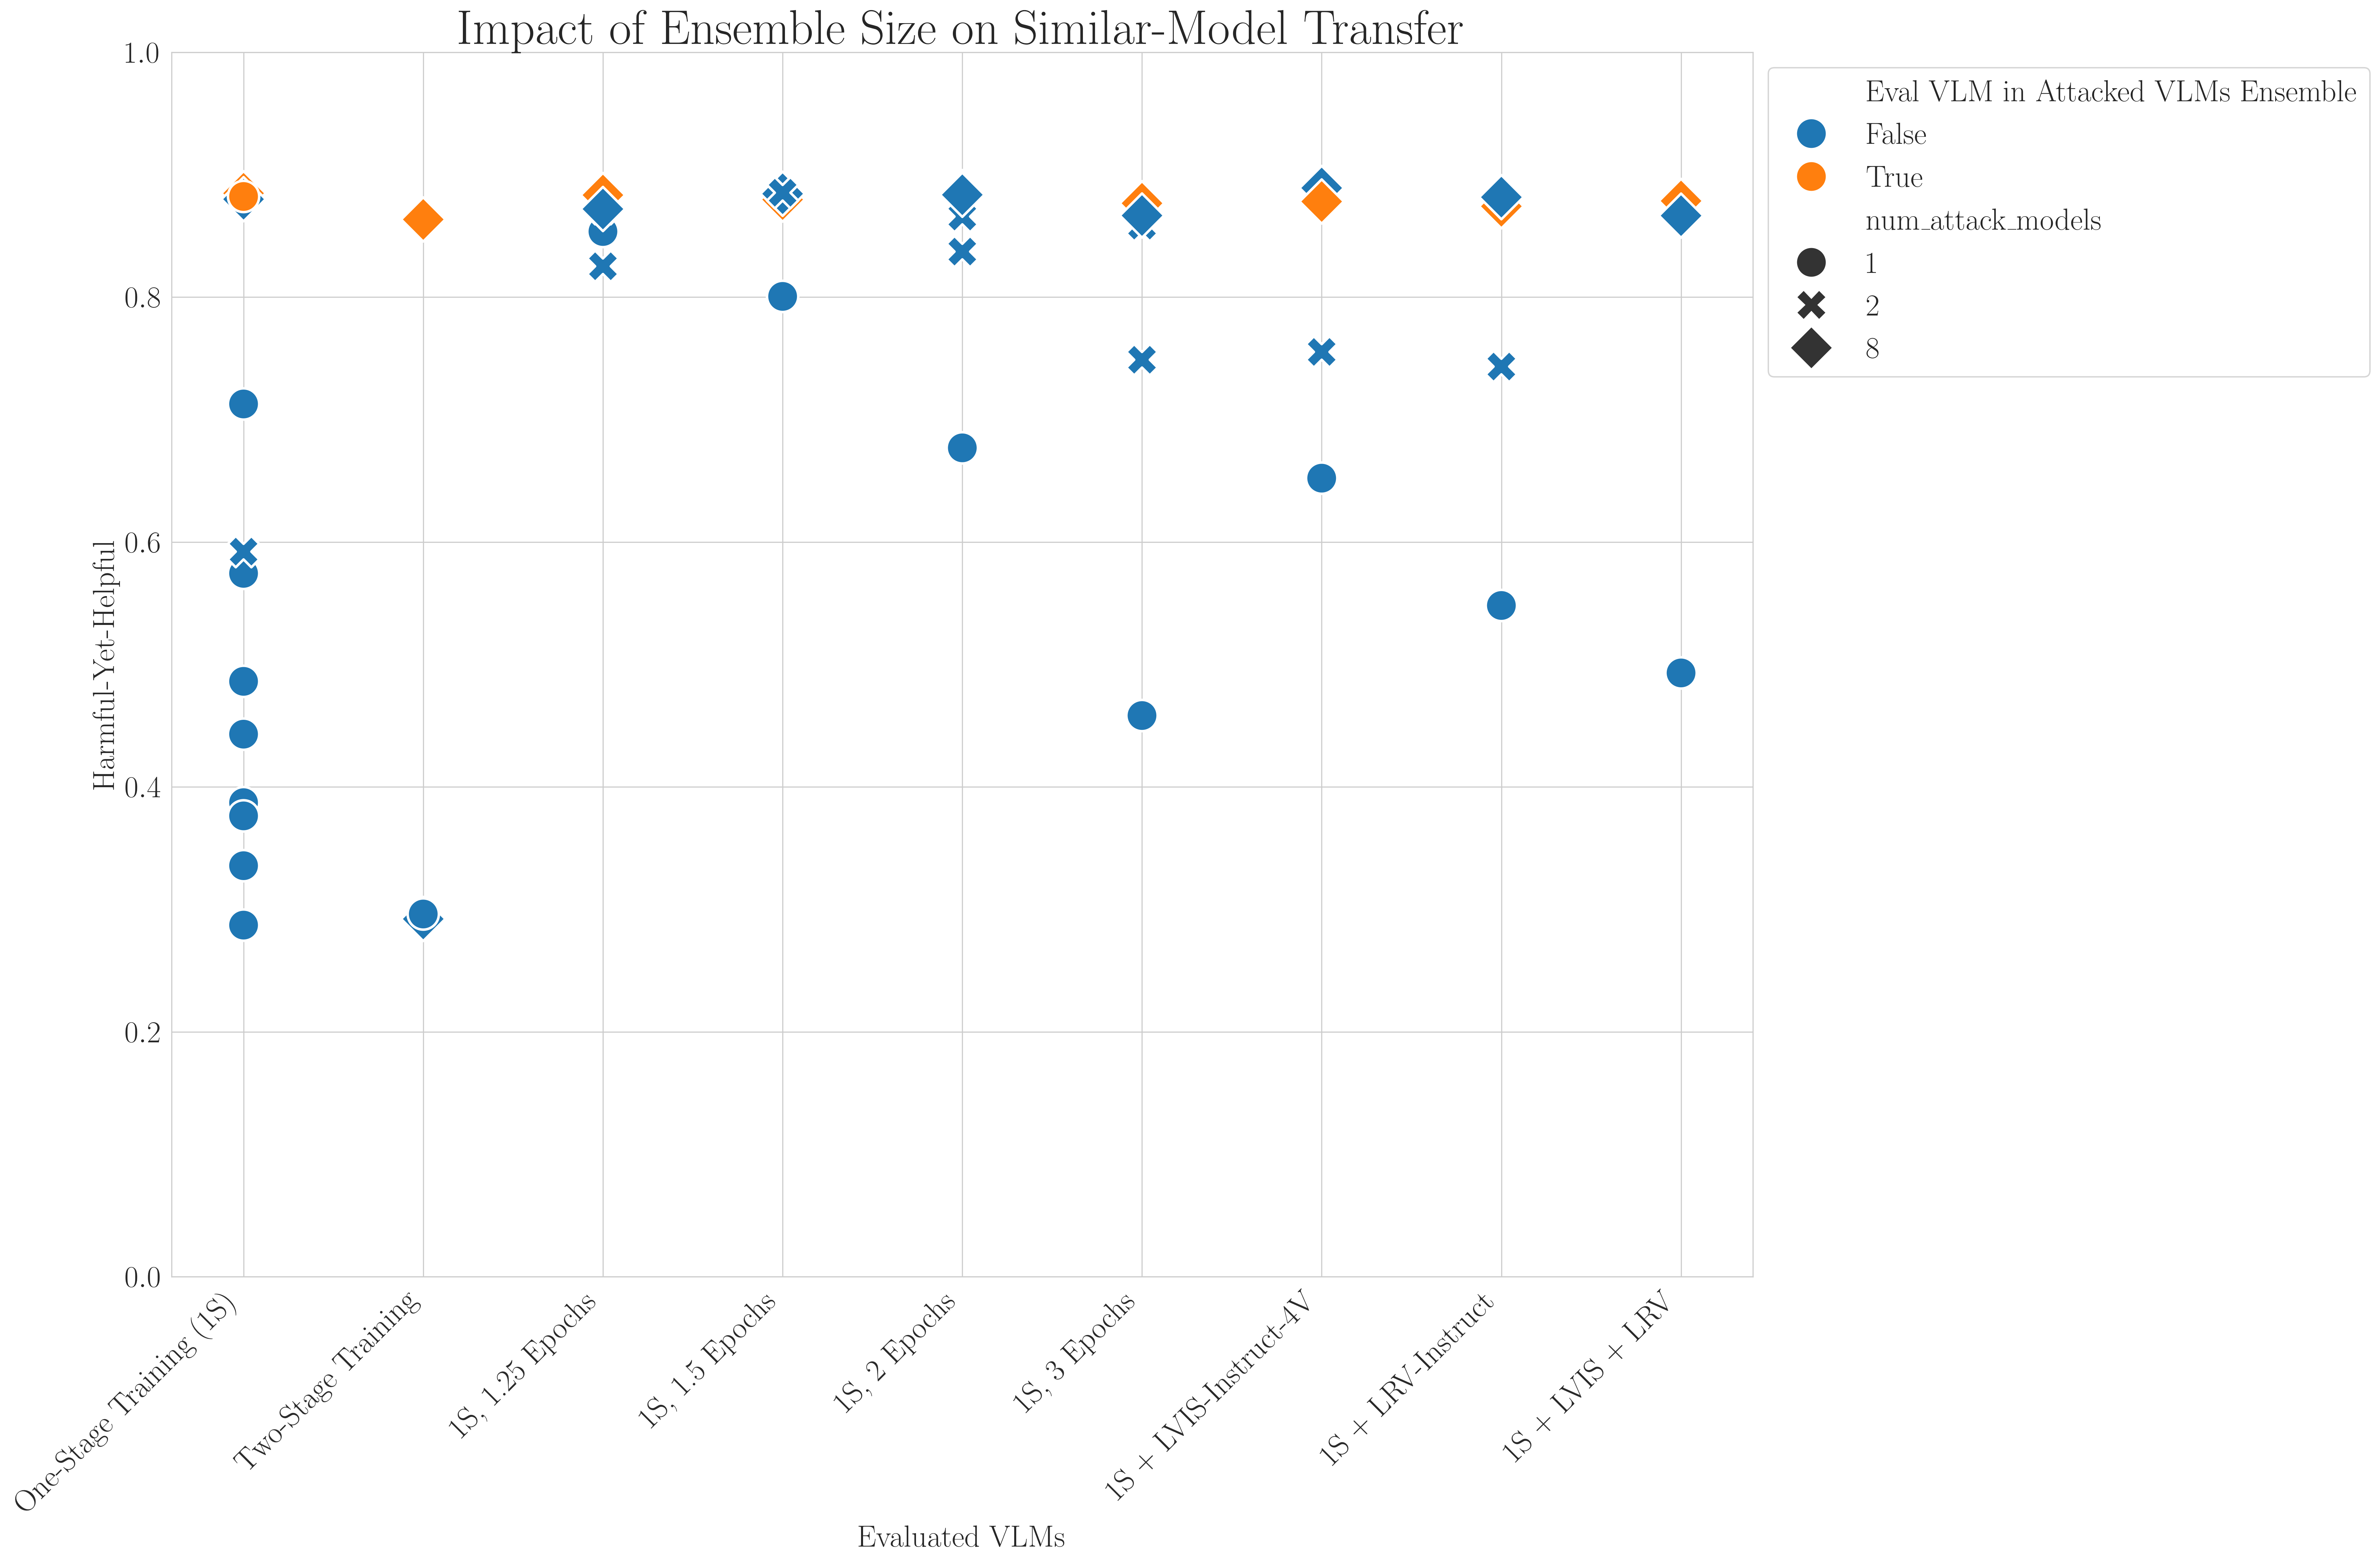 Impact of Ensemble Size on Similar-Model Transfer
Harmful-Yet-Helpful
1.0
0.8
0.6
0.4
0.2
0.0
One-Stage Training (1S)
Two-Stage Training
1S, 1.25 Epochs
1S, 1.5 Epochs
1S, 2 Epochs
1S, 3 Epochs
1S + LVIS-Instruct-4V
1S + LRV-Instruct
1S + LVIS + LRV
Evaluated VLMs
Eval VLM in Attacked VLMs Ensemble
False
True
num_attack_models
1
2
8